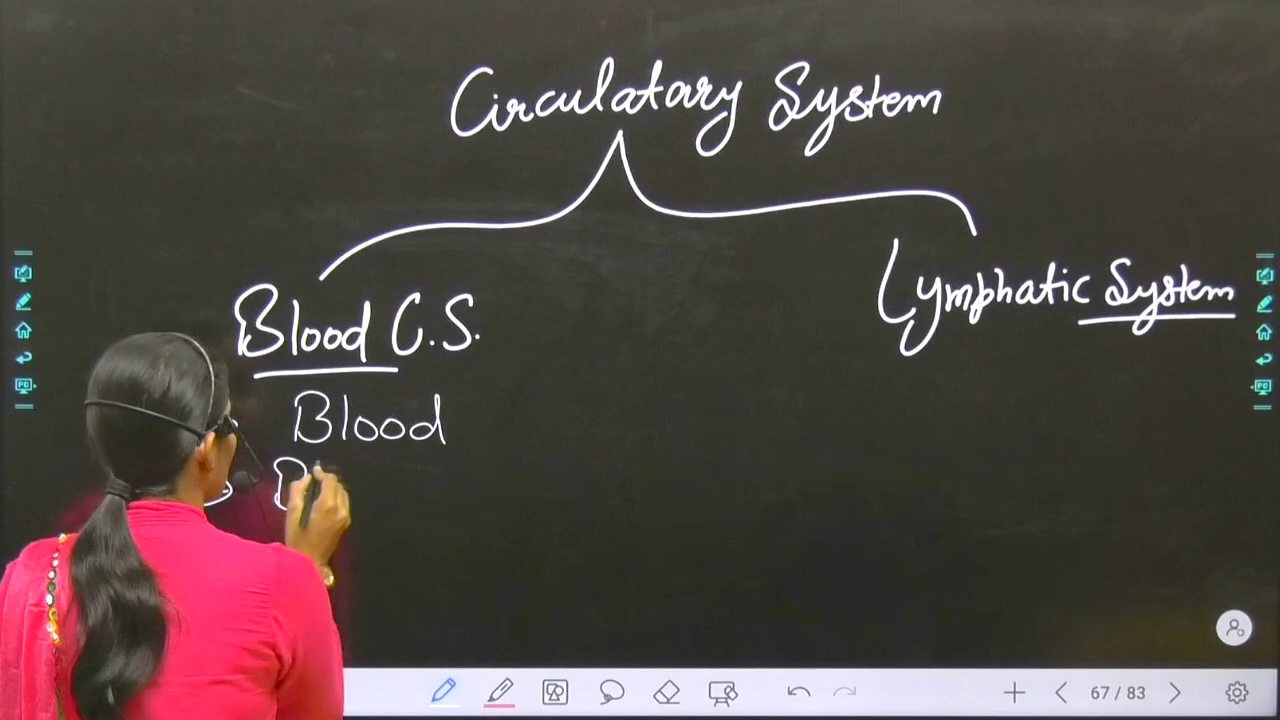 Circulatary System
Blood C.S.
Lymphatic System
Blood
67 / 83